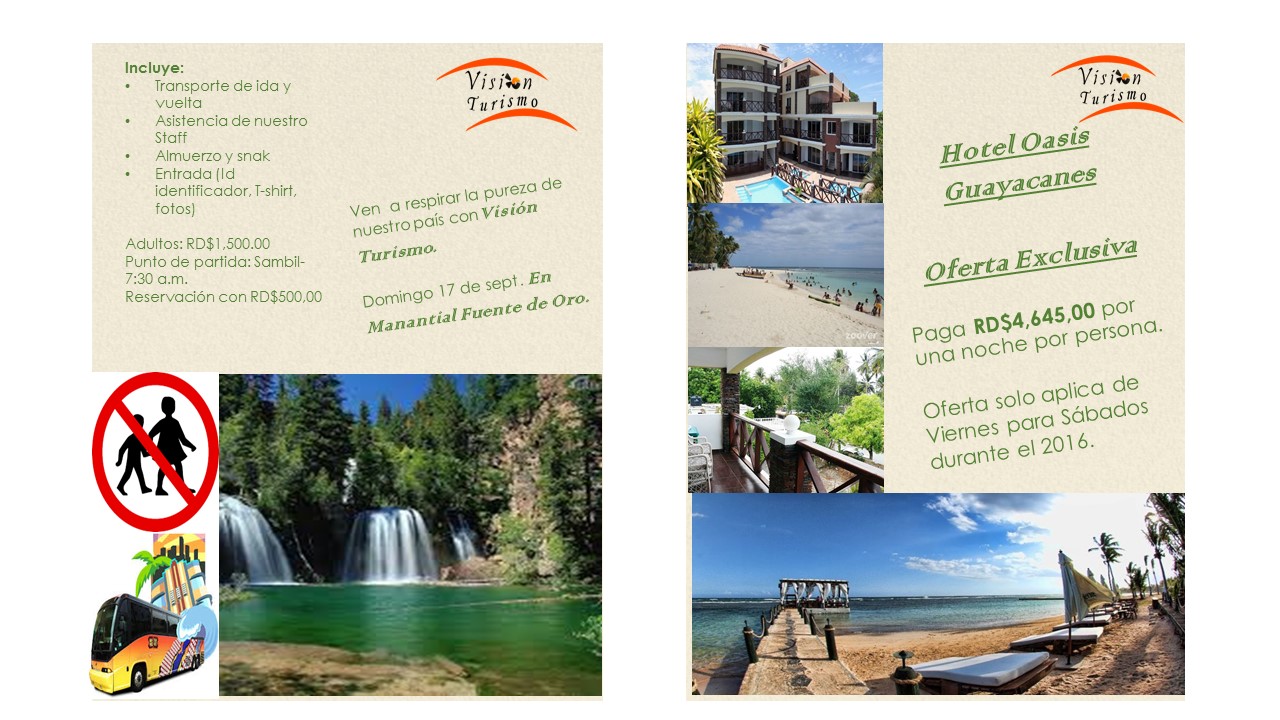 Incluye:
• Transporte de ida y
vuelta
• Asistencia de nuestro
Staff
• Almuerzo y snak
• Entrada (Id
identificador, T-shirt,
fotos)
Adultos: RD$1,500.00
Punto de partida: Sambil-
7:30 a.m.
Reservación con RD$500,00
Visión
Turismo
Ven a respirar la pureza de
nuestro país con Visión
Turismo.
Domingo 17 de sept. En
Manantial Fuente de Oro.
Visión
Turismo
Hotel Oasis
Guayacanes
Oferta Exclusiva
Paga RD$4,645,00 por
una noche por persona.
Oferta solo aplica de
Viernes para Sábados
durante el 2016.
zoover